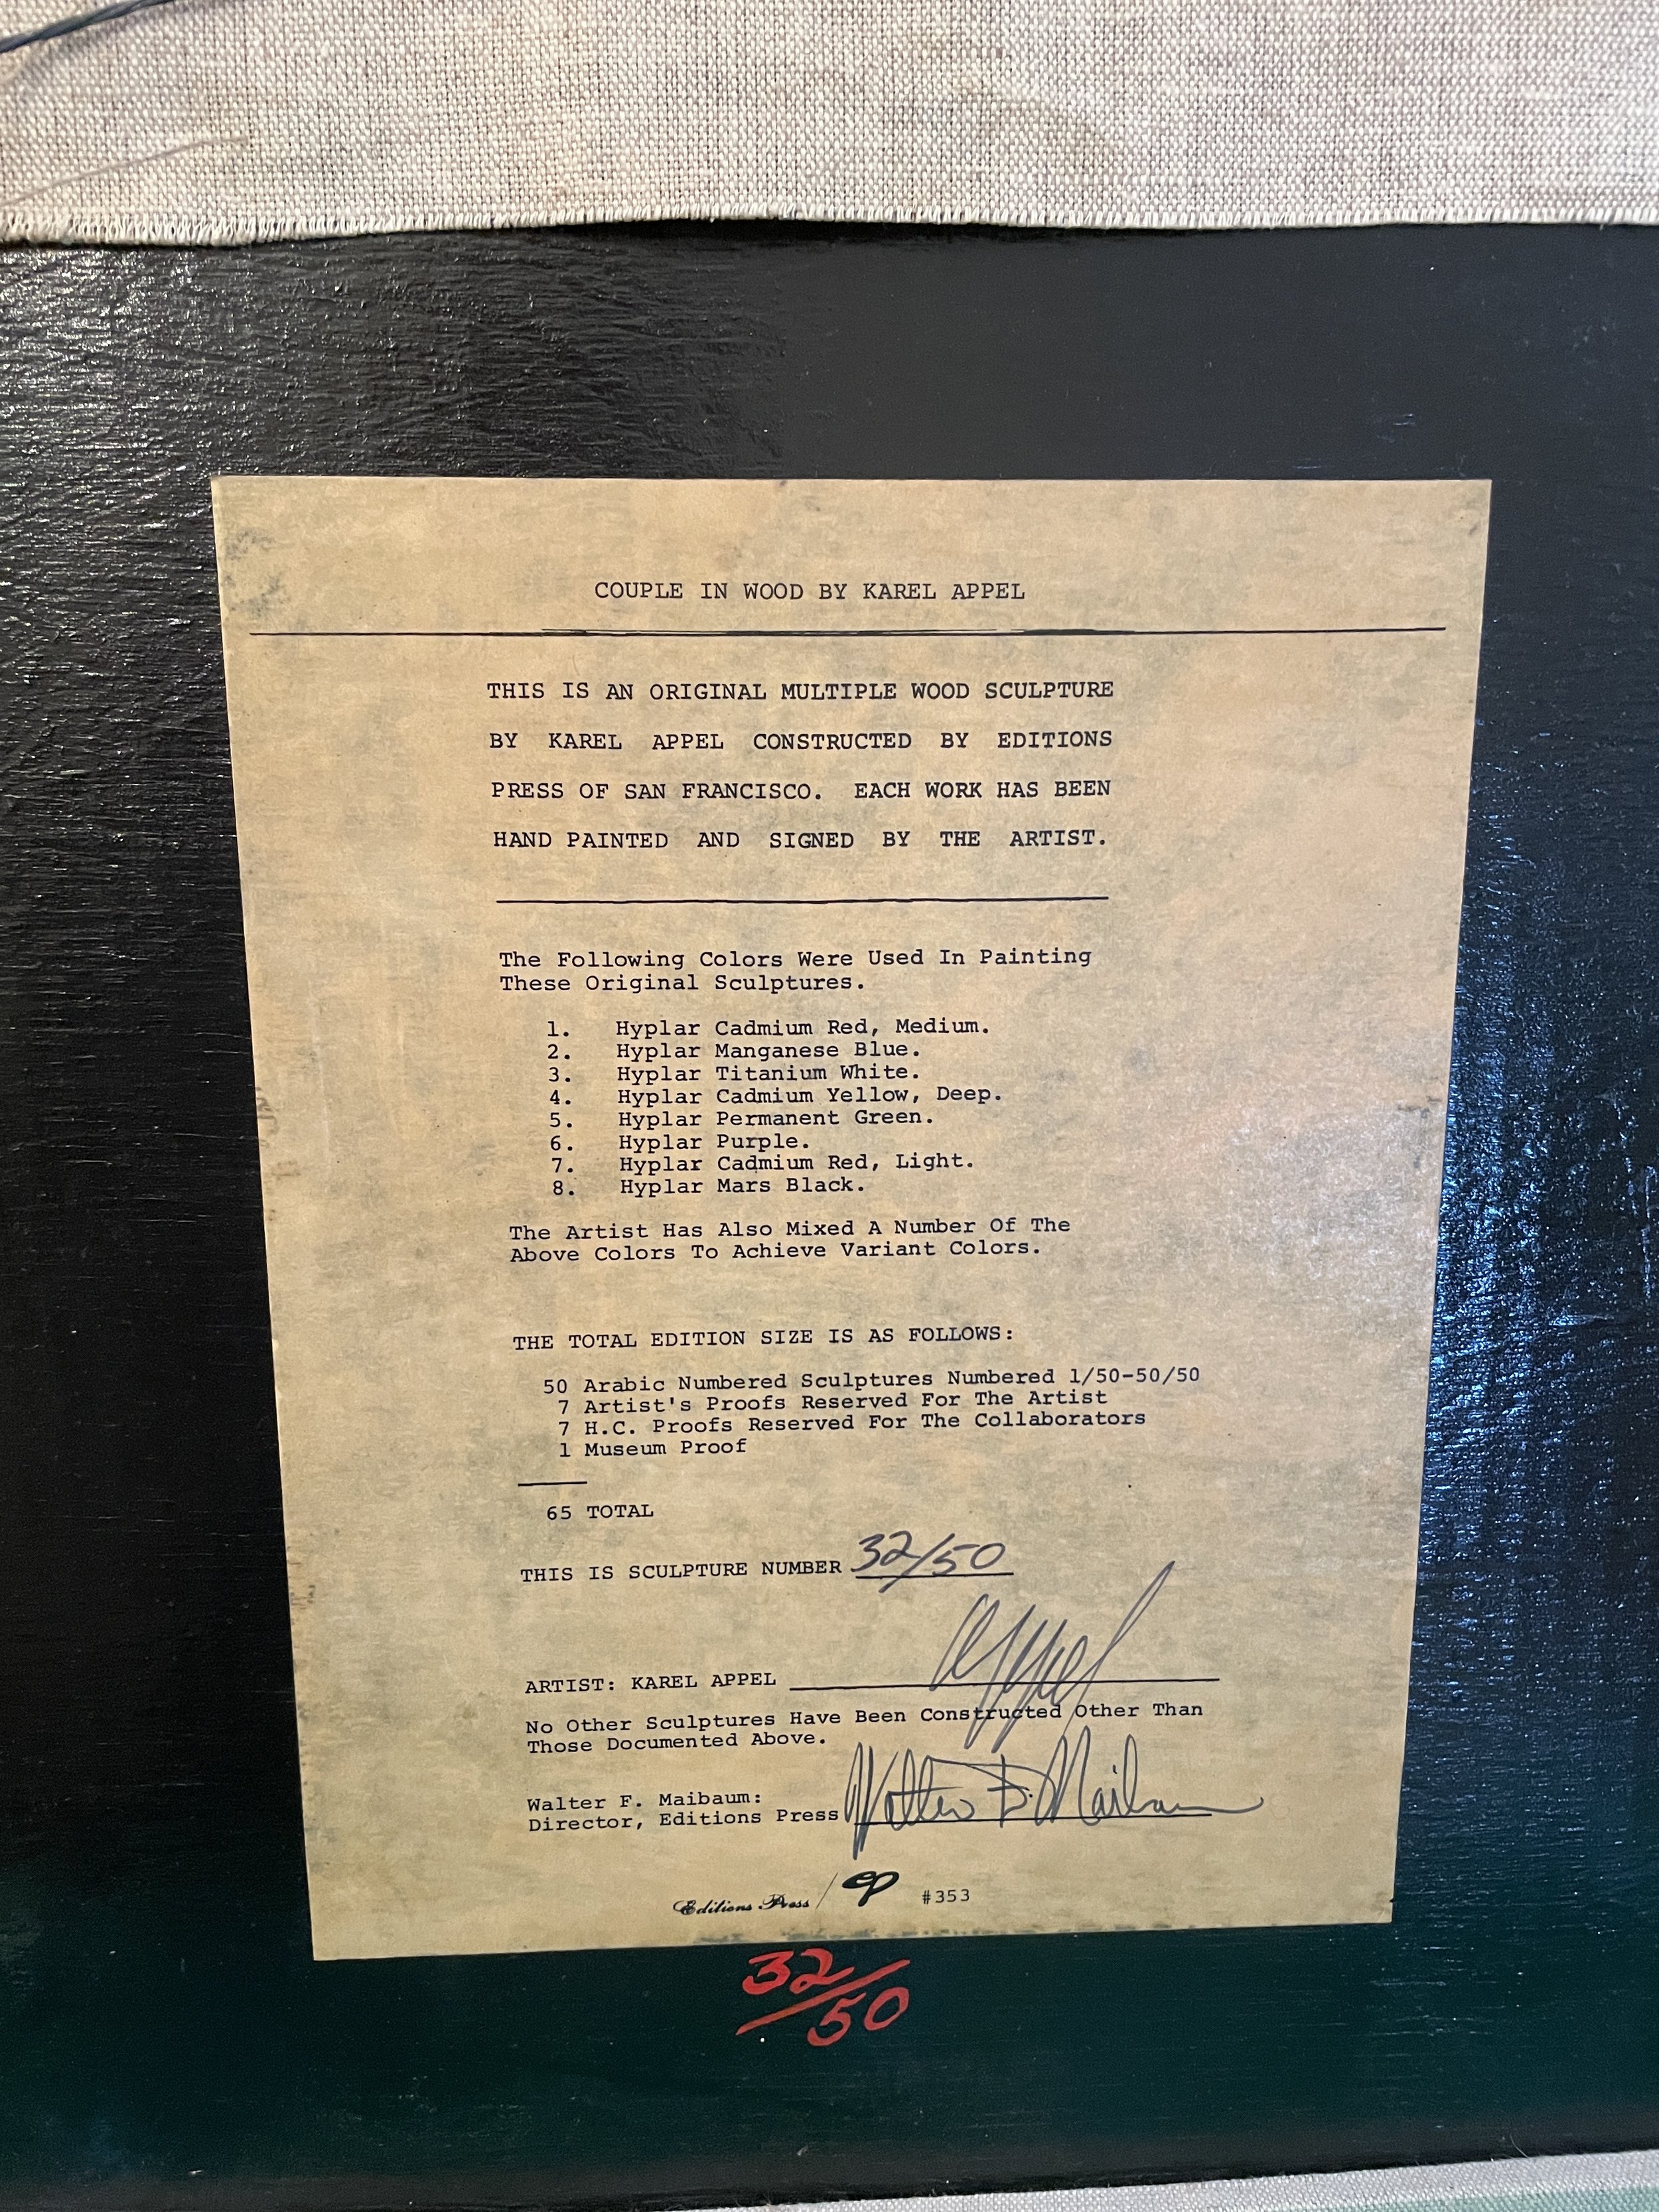 COUPLE IN WOOD BY KAREL APPEL
THIS IS AN ORIGINAL MULTIPLE WOOD SCULPTURE
BY KAREL APPEL CONSTRUCTED BY EDITIONS
PRESS OF SAN FRANCISCO. EACH WORK HAS BEEN
HAND PAINTED AND SIGNED BY THE ARTIST.
The Following Colors Were Used In Painting
These Original Sculptures.
1. Hyplar Cadmium Red, Medium.
2. Hyplar Manganese Blue.
3. Hyplar Titanium White.
4. Hyplar Cadmium Yellow, Deep.
5. Hyplar Permanent Green.
6. Hyplar Purple.
7. Hyplar Cadmium Red, Light.
8. Hyplar Mars Black.
The Artist Has Also Mixed A Number Of The
Above Colors To Achieve Variant Colors.
THE TOTAL EDITION SIZE IS AS FOLLOWS:
50 Arabic Numbered Sculptures Numbered 1/50-50/50
7 Artist's Proofs Reserved For The Artist
7 H.C. Proofs Reserved For The Collaborators
1 Museum Proof
65 TOTAL
THIS IS SCULPTURE NUMBER 32/50
ARTIST: KAREL APPEL Appel
No Other Sculptures Have Been Constructed Other Than
Those Documented Above.
Walter F. Maibaum:
Director, Editions Press Walter F. Maibaum
Editions Press / ep #353
32/50